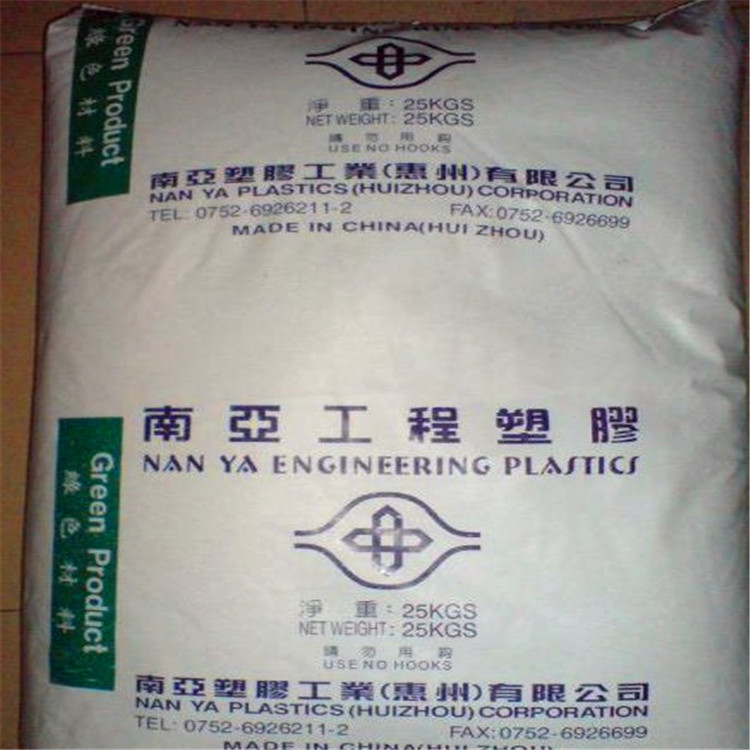 Green Product
綠色材料
淨 重：25KGS
NET WEIGHT: 25KGS
請勿用鈎
USE NO HOOKS
南亞塑膠工業(惠州)有限公司
NAN YA PLASTICS(HUIZHOU)CORPORATION
TEL: 0752-6926211-2 FAX:0752-6926699
MADE IN CHINA(HUI ZHOU)
南亞工程塑膠
NAN YA ENGINEERING PLASTICS
Green Product
綠色材料
淨 重：25KGS
NET WEIGHT: 25KGS
請勿用鈎
USE NO HOOKS
南亞塑膠工業(惠州)有限公司
NAN YA PLASTICS(HUIZHOU)CORPORATION
TEL: 0752-6926211-2 FAX:0752-6926699
MADE IN CHINA(HUI ZHOU)